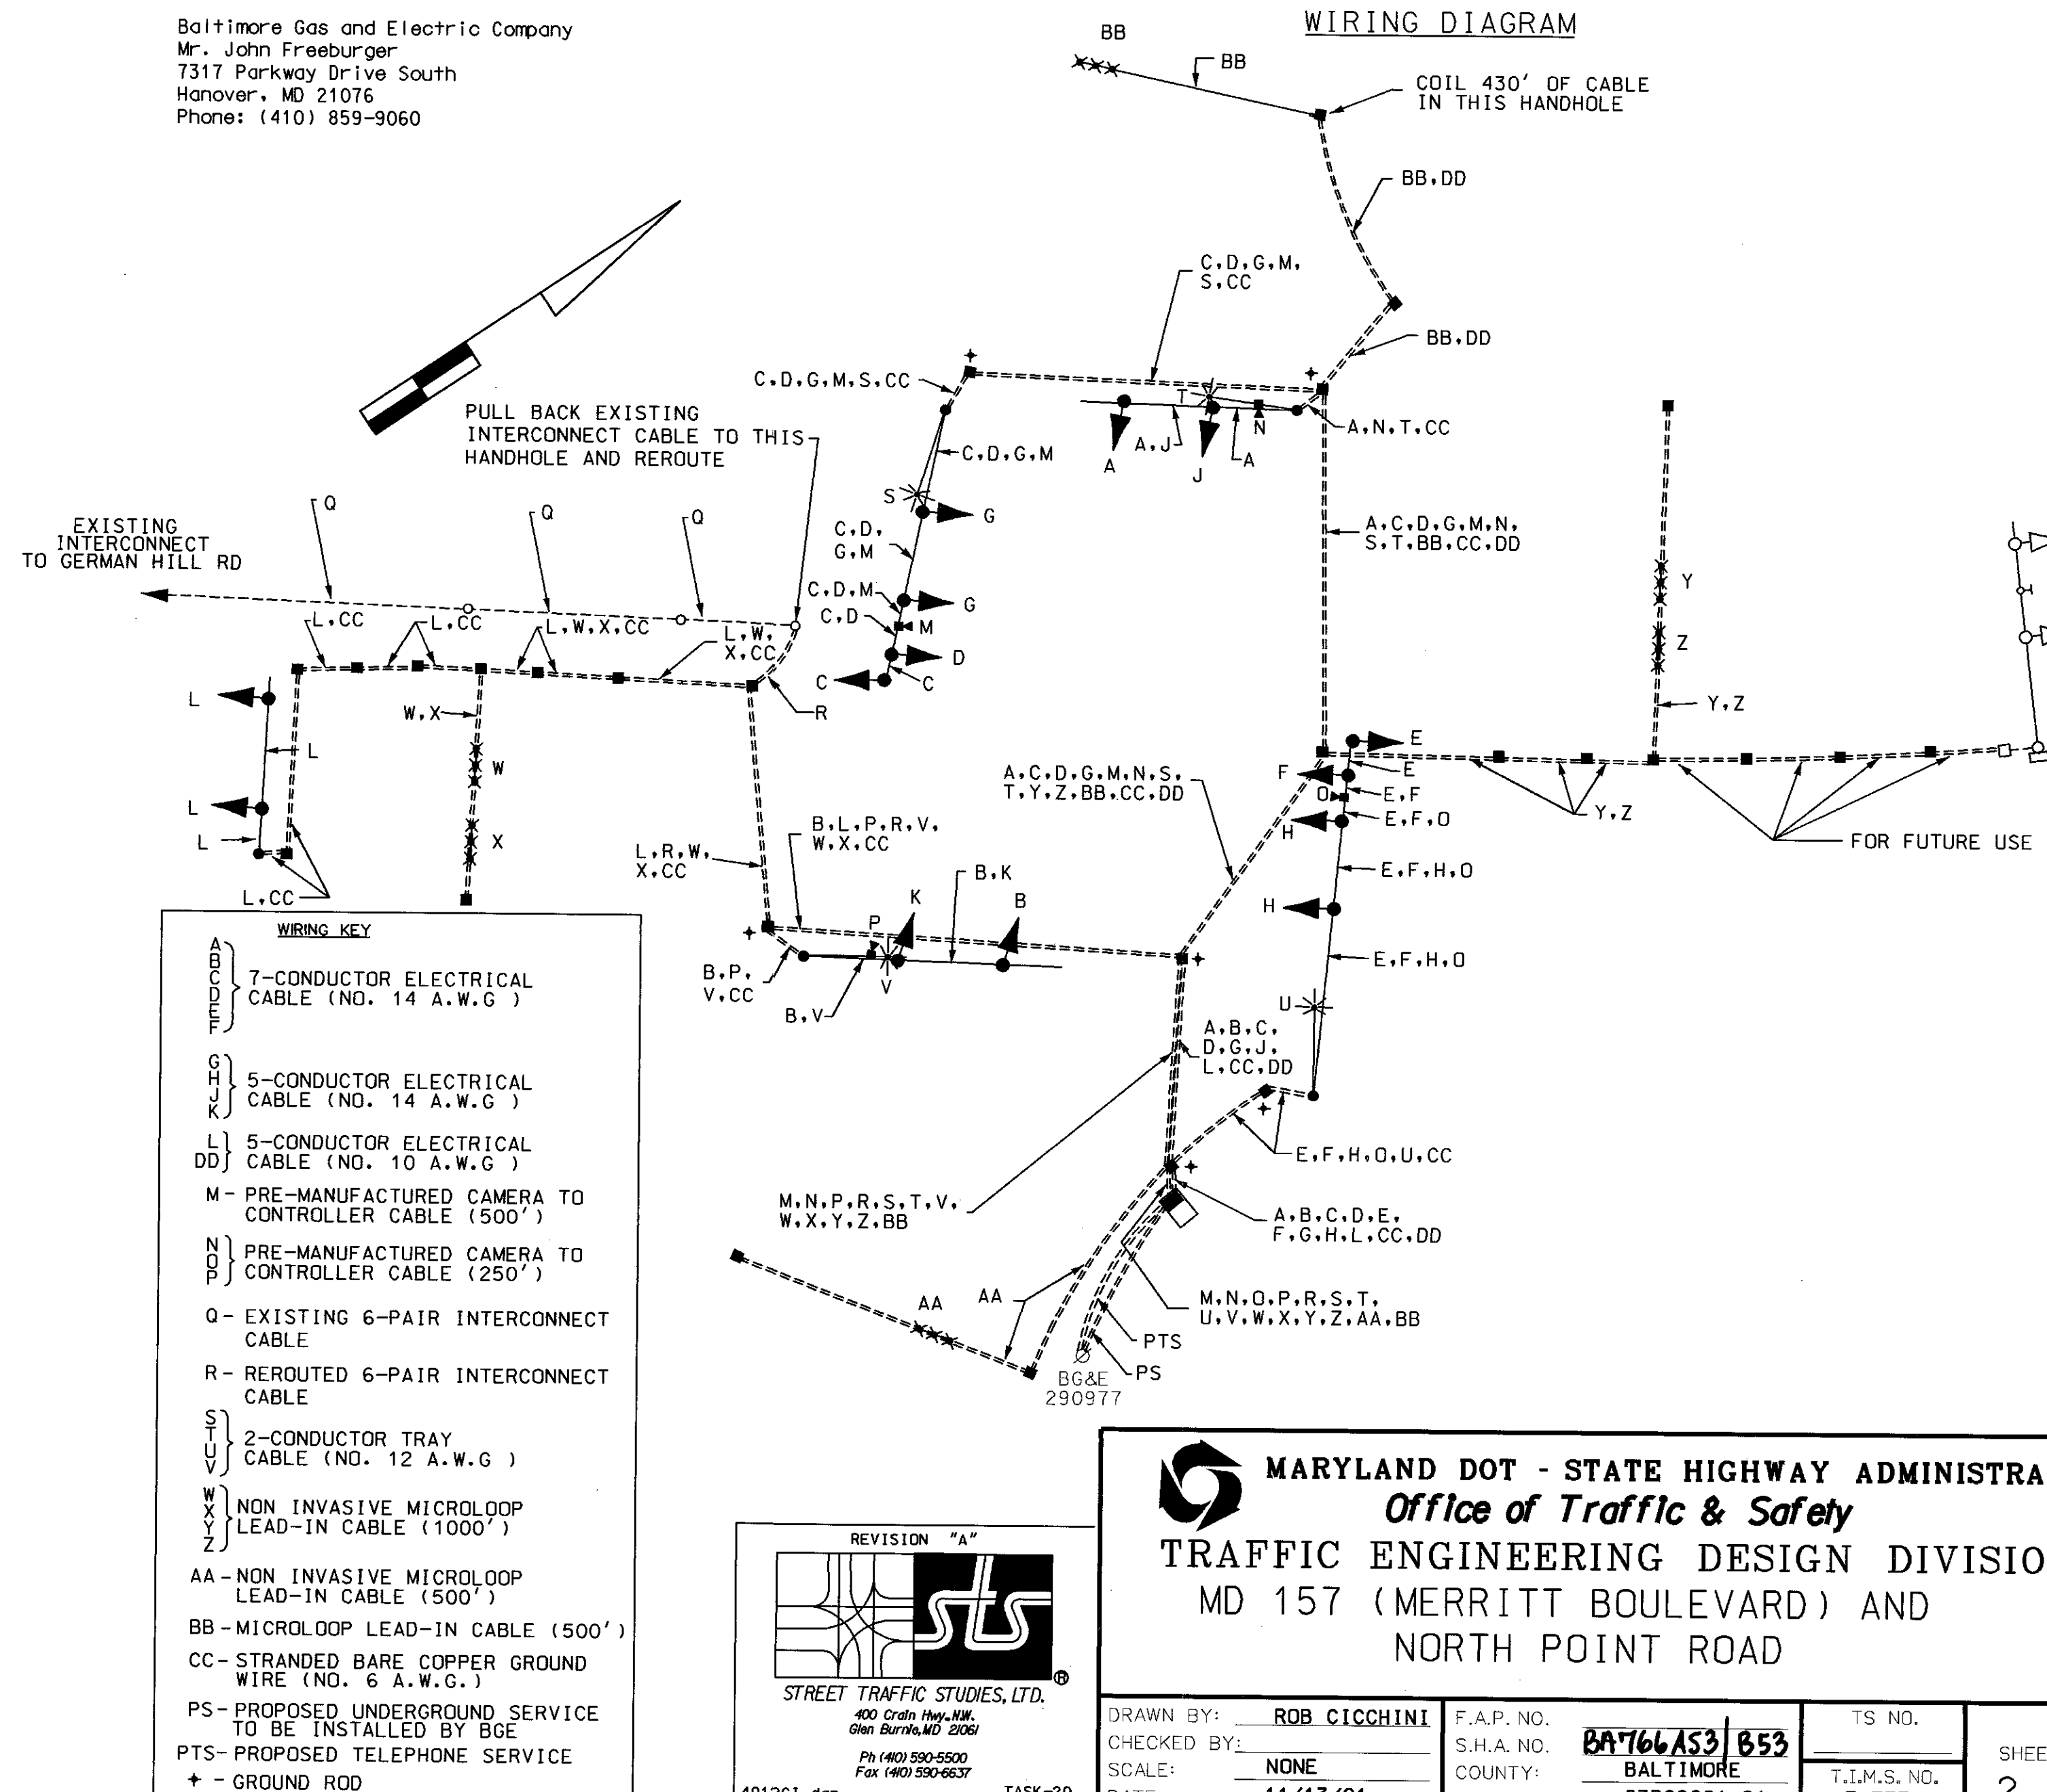 Baltimore Gas and Electric Company
Mr. John Freeburger
7317 Parkway Drive South
Hanover, MD 21076
Phone: (410) 859-9060
WIRING DIAGRAM
BB
BB
COIL 430' OF CABLE
IN THIS HANDHOLE
BB,DD
C,D,G,M,
S,CC
BB,DD
C,D,G,M,S,CC
T
N
A,N,T,CC
A,J
A
A
J
PULL BACK EXISTING
INTERCONNECT CABLE TO THIS
HANDHOLE AND REROUTE
C,D,G,M
S
G
Q
Q
Q
EXISTING
INTERCONNECT
TO GERMAN HILL RD
C,D,
G,M
A,C,D,G,M,N,
S,T,BB,CC,DD
Y
C,D,M
G
C,D
M
L,CC
L,CC
L,W,X,CC
L,W,
X,CC
Z
D
C
C
L
W,X
R
Y,Z
E
L
W
A,C,D,G,M,N,S,
T,Y,Z,BB,CC,DD
F
E
O
E,F
L
H
E,F,O
Y,Z
L
X
B,L,P,R,V,
W,X,CC
FOR FUTURE USE
L,R,W,
X,CC
B,K
E,F,H,O
L,CC
K
B
H
P
E,F,H,O
B,P,
V,CC
V
B,V
U
A,B,C,
D,G,J,
L,CC,DD
E,F,H,O,U,CC
M,N,P,R,S,T,V,
W,X,Y,Z,BB
A,B,C,D,E,
F,G,H,L,CC,DD
AA
AA
M,N,O,P,R,S,T,
U,V,W,X,Y,Z,AA,BB
PTS
PS
BG&E
290977
WIRING KEY
A
B
C
D
E
F
7-CONDUCTOR ELECTRICAL
CABLE (NO. 14 A.W.G )
G
H
J
K
5-CONDUCTOR ELECTRICAL
CABLE (NO. 14 A.W.G )
L
DD
5-CONDUCTOR ELECTRICAL
CABLE (NO. 10 A.W.G )
M - PRE-MANUFACTURED CAMERA TO
CONTROLLER CABLE (500')
N
O
P
PRE-MANUFACTURED CAMERA TO
CONTROLLER CABLE (250')
Q - EXISTING 6-PAIR INTERCONNECT
CABLE
R - REROUTED 6-PAIR INTERCONNECT
CABLE
S
T
U
V
2-CONDUCTOR TRAY
CABLE (NO. 12 A.W.G )
W
X
Y
Z
NON INVASIVE MICROLOOP
LEAD-IN CABLE (1000')
AA - NON INVASIVE MICROLOOP
LEAD-IN CABLE (500')
BB - MICROLOOP LEAD-IN CABLE (500')
CC - STRANDED BARE COPPER GROUND
WIRE (NO. 6 A.W.G.)
PS - PROPOSED UNDERGROUND SERVICE
TO BE INSTALLED BY BGE
PTS - PROPOSED TELEPHONE SERVICE
- GROUND ROD
REVISION "A"
sts
®
STREET TRAFFIC STUDIES, LTD.
400 Crain Hwy., N.W.
Glen Burnie, MD 21061
Ph (410) 590-5500
Fax (410) 590-6637
MARYLAND DOT - STATE HIGHWAY ADMINISTRA
Office of Traffic & Safety
TRAFFIC ENGINEERING DESIGN DIVISIO
MD 157 (MERRITT BOULEVARD) AND
NORTH POINT ROAD
DRAWN BY: ROB CICCHINI
CHECKED BY:
SCALE: NONE
F.A.P. NO.
S.H.A. NO. BA766A53/B53
COUNTY: BALTIMORE
TS NO.
T.I.M.S. NO.
SHEE